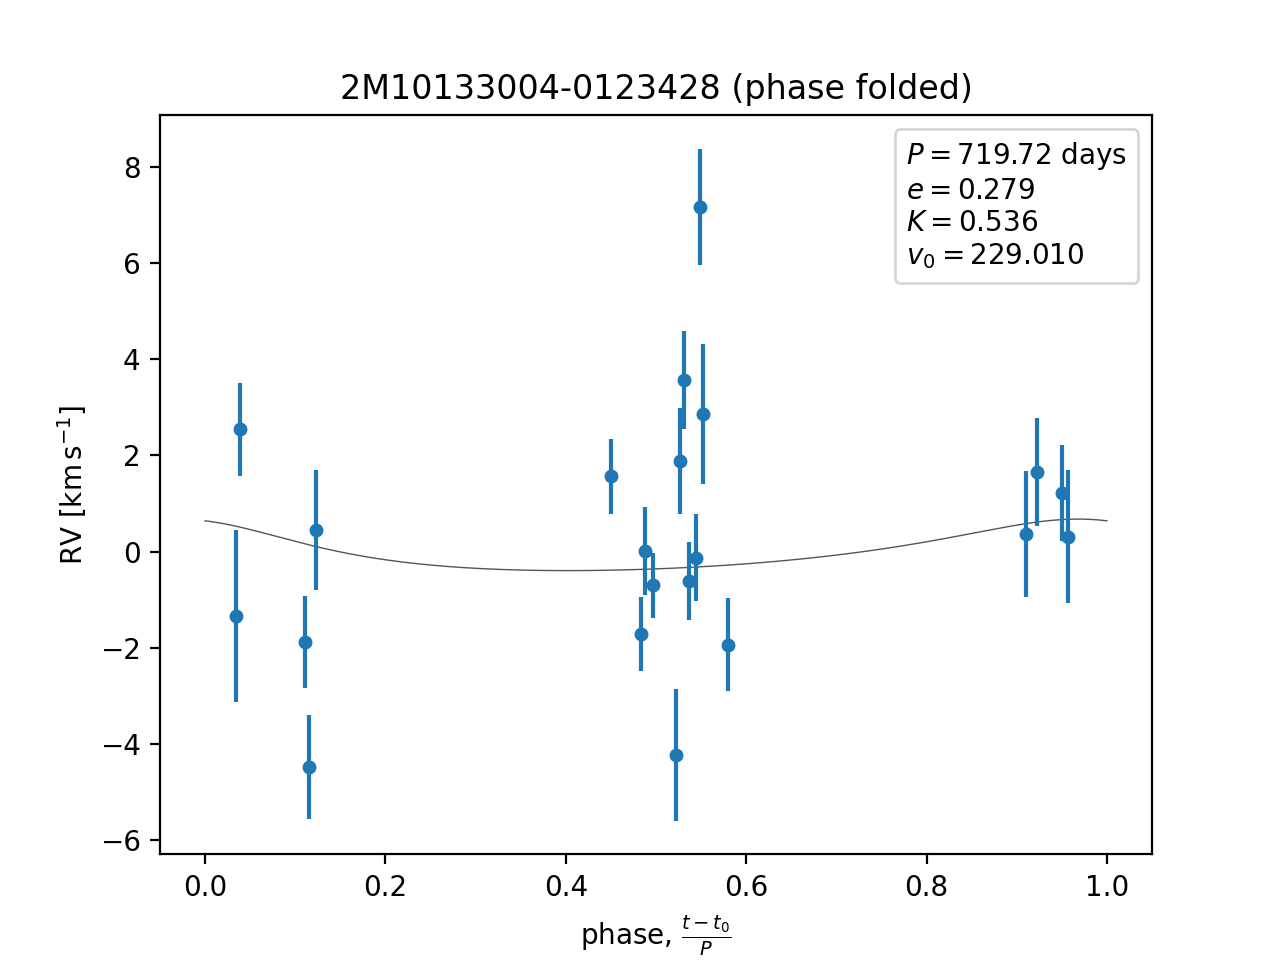 2M10133004-0123428 (phase folded)
P = 719.72 days
e = 0.279
K = 0.536
v₀ = 229.010
RV [km s⁻¹]
8
6
4
2
0
−2
−4
−6
0.0 0.2 0.4 0.6 0.8 1.0
phase, (t − t₀)/P